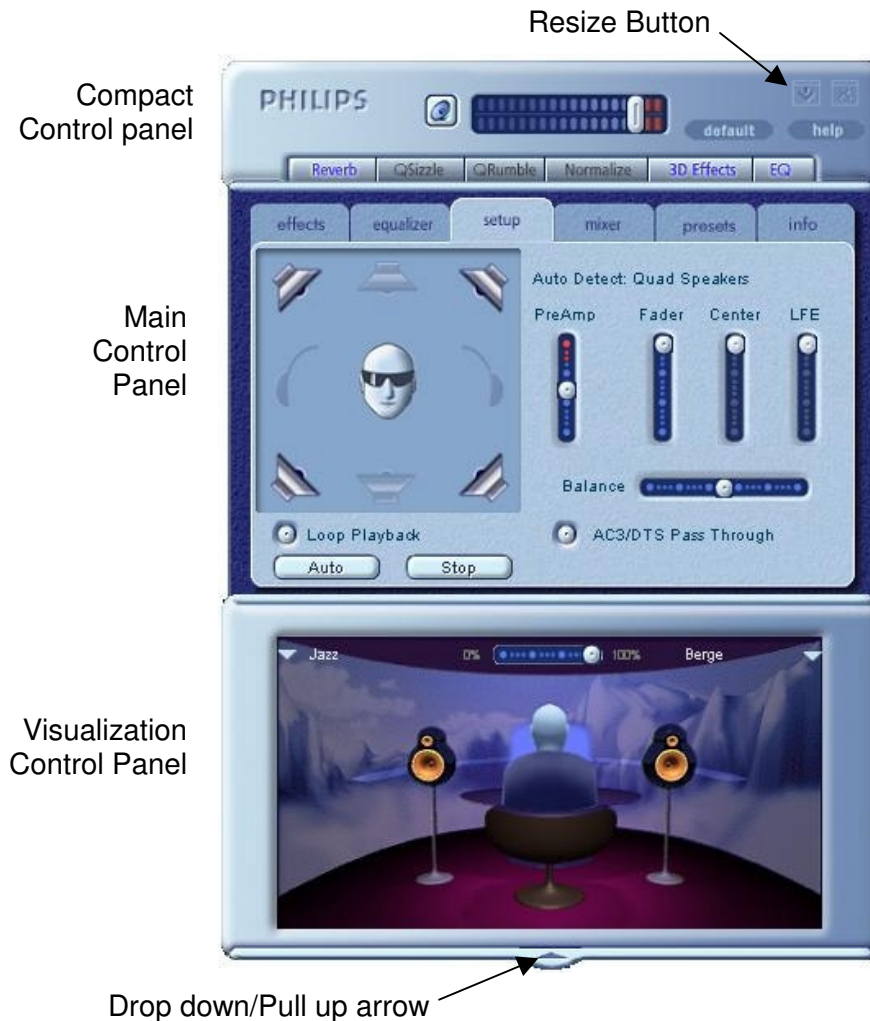 Resize Button
Compact
Control panel
PHILIPS
default
help
Reverb
QSizzle
QRumble
Normalize
3D Effects
EQ
effects
equalizer
setup
mixer
presets
info
Main
Control
Panel
Auto Detect: Quad Speakers
PreAmp
Fader
Center
LFE
Balance
Loop Playback
AC3/DTS Pass Through
Auto
Stop
Visualization
Control Panel
Jazz
0%
100%
Berge
Drop down/Pull up arrow